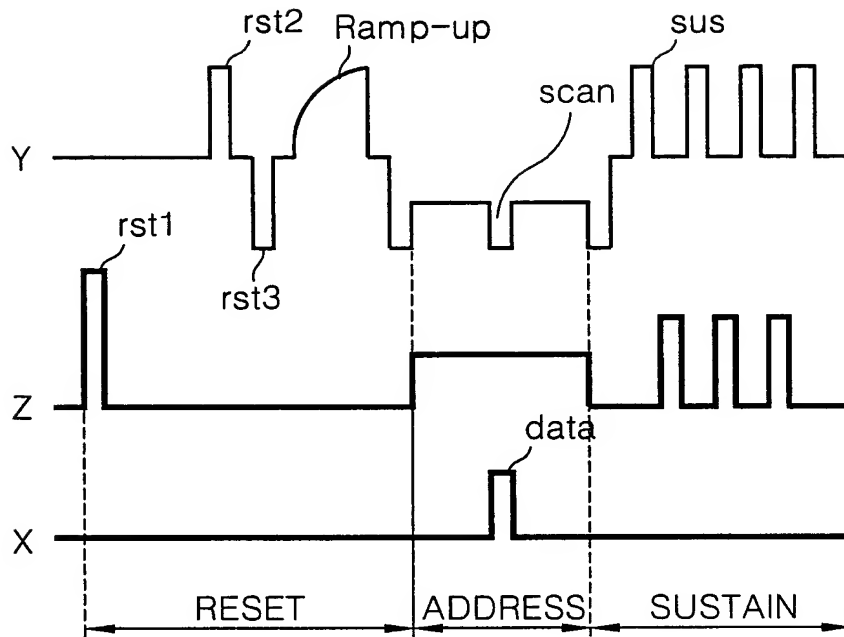 rst2
Ramp-up
sus
scan
Y
rst1
rst3
Z
data
X
RESET
ADDRESS
SUSTAIN